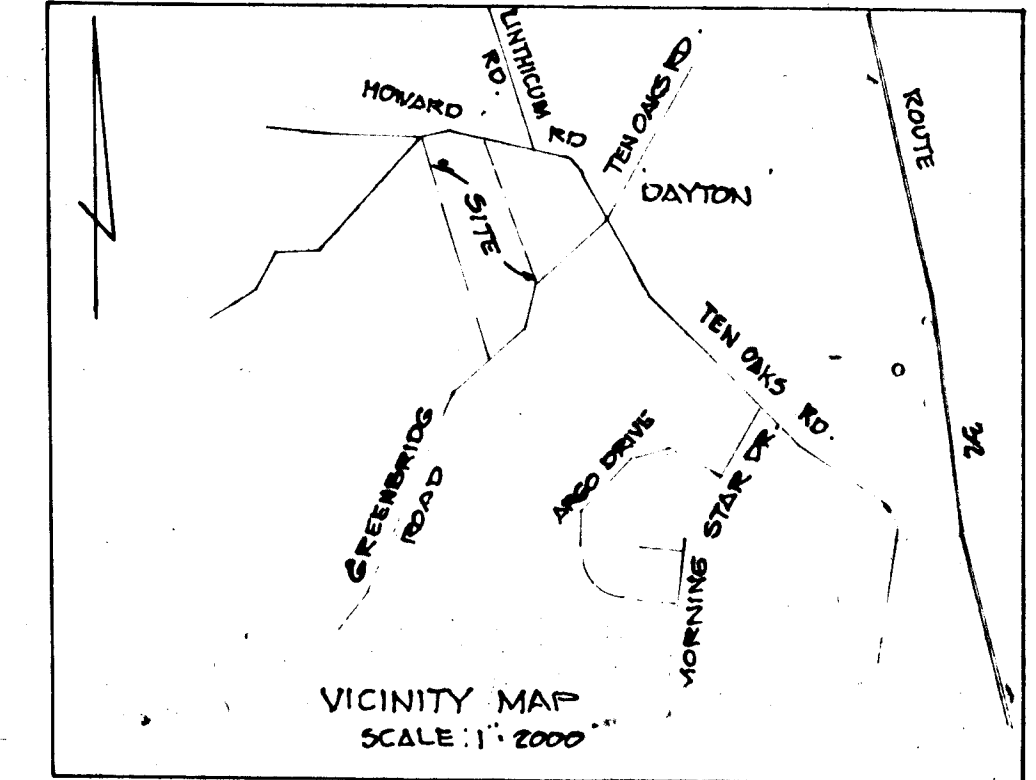 LINTHICUM
RD.
HOWARD
RD
TEN OAKS RD.
ROUTE
DAYTON
SITE
TEN OAKS RD.
ARGO DRIVE
GREENBRIDG
ROAD
MORNING STAR DR.
VICINITY MAP
SCALE: 1" 2000'